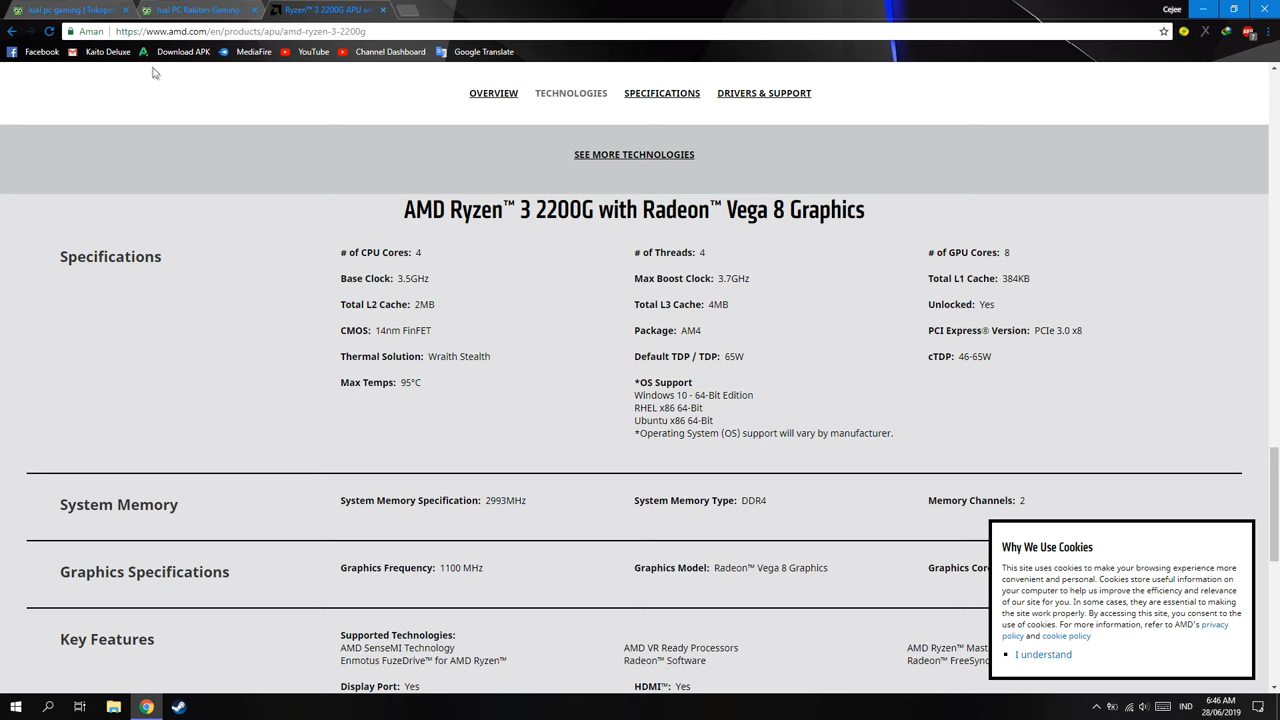 Jual pc gaming | Tokope
Jual PC Rakitan Gaming
Ryzen™ 3 2200G APU wit
Cejee
Aman
https://www.amd.com/en/products/apu/amd-ryzen-3-2200g
Facebook
Kaito Deluxe
Download APK
MediaFire
YouTube
Channel Dashboard
Google Translate
OVERVIEW
TECHNOLOGIES
SPECIFICATIONS
DRIVERS & SUPPORT
SEE MORE TECHNOLOGIES
AMD Ryzen™ 3 2200G with Radeon™ Vega 8 Graphics
Specifications
# of CPU Cores: 4
# of Threads: 4
# of GPU Cores: 8
Base Clock: 3.5GHz
Max Boost Clock: 3.7GHz
Total L1 Cache: 384KB
Total L2 Cache: 2MB
Total L3 Cache: 4MB
Unlocked: Yes
CMOS: 14nm FinFET
Package: AM4
PCI Express® Version: PCIe 3.0 x8
Thermal Solution: Wraith Stealth
Default TDP / TDP: 65W
cTDP: 46-65W
Max Temps: 95°C
*OS Support
Windows 10 - 64-Bit Edition
RHEL x86 64-Bit
Ubuntu x86 64-Bit
*Operating System (OS) support will vary by manufacturer.
System Memory
System Memory Specification: 2993MHz
System Memory Type: DDR4
Memory Channels: 2
Graphics Specifications
Graphics Frequency: 1100 MHz
Graphics Model: Radeon™ Vega 8 Graphics
Graphics Core
Key Features
Supported Technologies:
AMD SenseMI Technology
AMD VR Ready Processors
AMD Ryzen™ Mast
Enmotus FuzeDrive™ for AMD Ryzen™
Radeon™ Software
Radeon™ FreeSync
Display Port: Yes
HDMI™: Yes
Why We Use Cookies
This site uses cookies to make your browsing experience more
convenient and personal. Cookies store useful information on
your computer to help us improve the efficiency and relevance
of our site for you. In some cases, they are essential to making
the site work properly. By accessing this site, you consent to the
use of cookies. For more information, refer to AMD's privacy
policy and cookie policy
I understand
IND
6:46 AM
28/06/2019